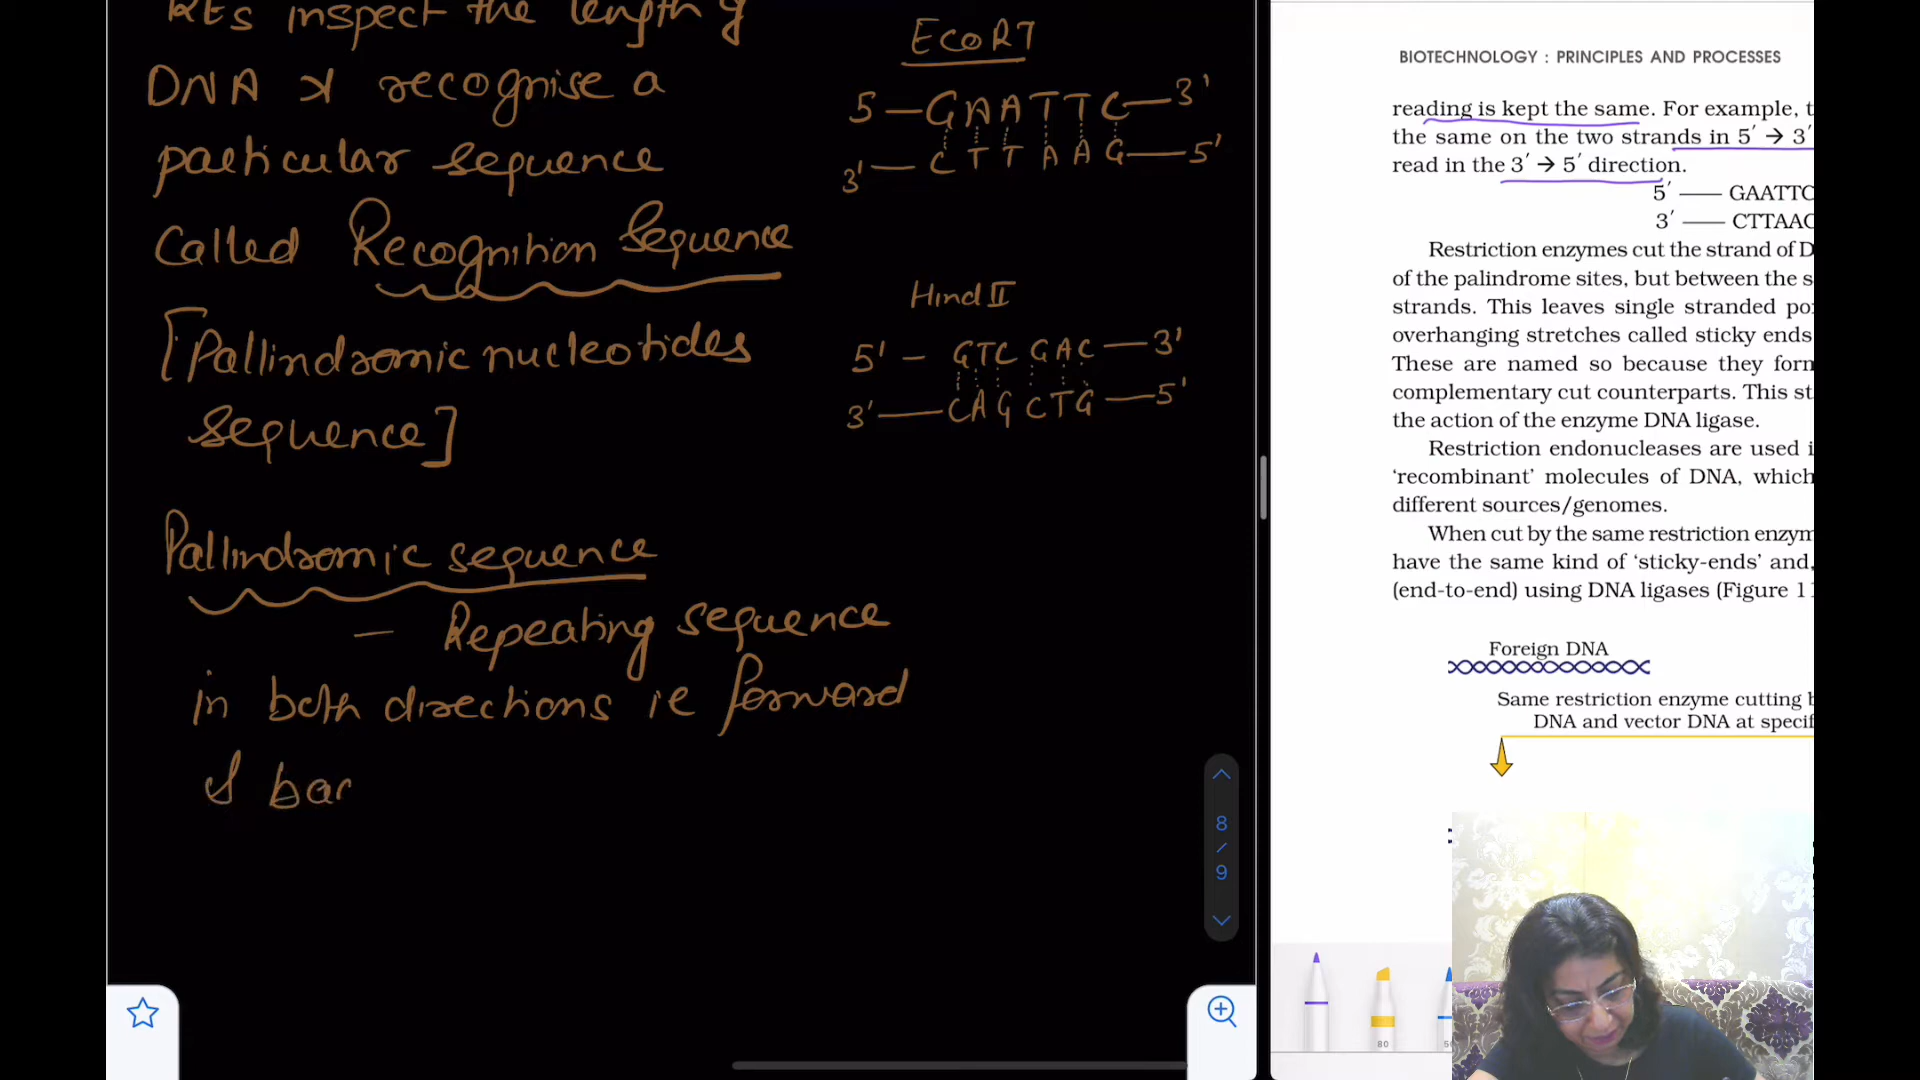 REs inspect the length of
DNA & recognise a
particular sequence
Called Recognition Sequence
[Pallindromic nucleotides
sequence]
Pallindromic sequence
— Repeating sequence
in both directions ie forward
& bac
EcoRI
5 — GAATTC — 3'
3' — CTTAAG — 5'
Hind II
5' — GTC GAC — 3'
3' — CAG CTG — 5'
8
/
9
BIOTECHNOLOGY : PRINCIPLES AND PROCESSES
reading is kept the same. For example, t
the same on the two strands in 5′ → 3′
read in the 3′ → 5′ direction.
5′ —— GAATTC
3′ —— CTTAAG
Restriction enzymes cut the strand of D
of the palindrome sites, but between the s
strands. This leaves single stranded po
overhanging stretches called sticky ends
These are named so because they form
complementary cut counterparts. This st
the action of the enzyme DNA ligase.
Restriction endonucleases are used i
‘recombinant’ molecules of DNA, which
different sources/genomes.
When cut by the same restriction enzym
have the same kind of ‘sticky-ends’ and,
(end-to-end) using DNA ligases (Figure 11
Foreign DNA
Same restriction enzyme cutting b
DNA and vector DNA at specif
80